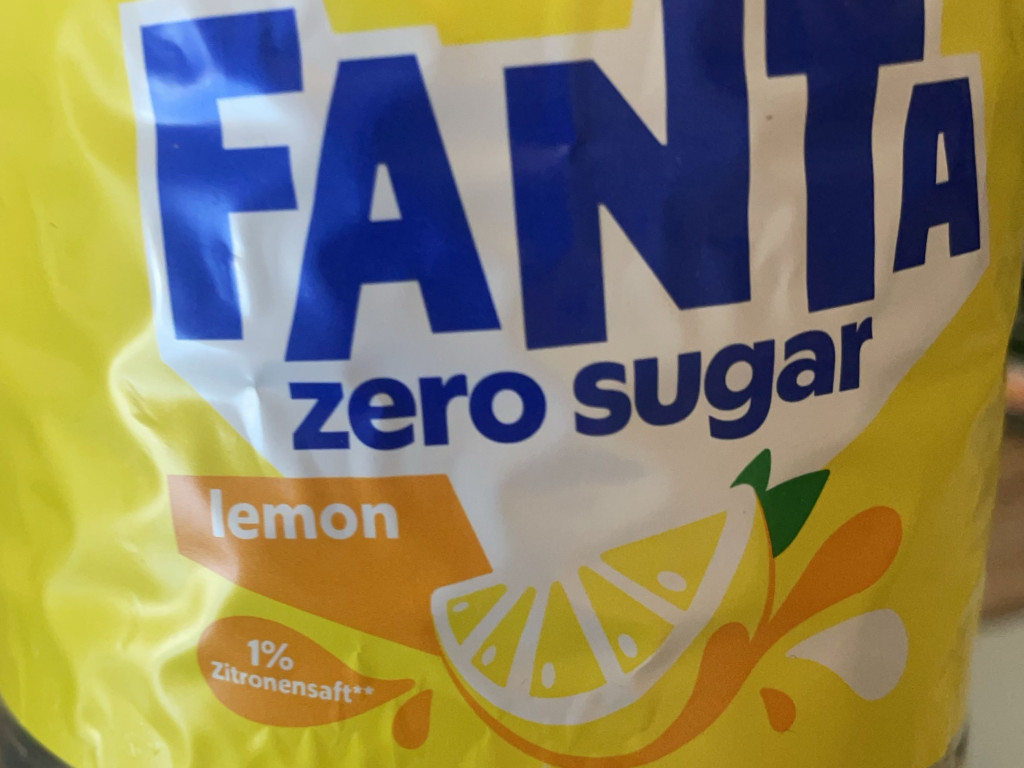 FANTA
zero sugar
lemon
1%
Zitronensaft**